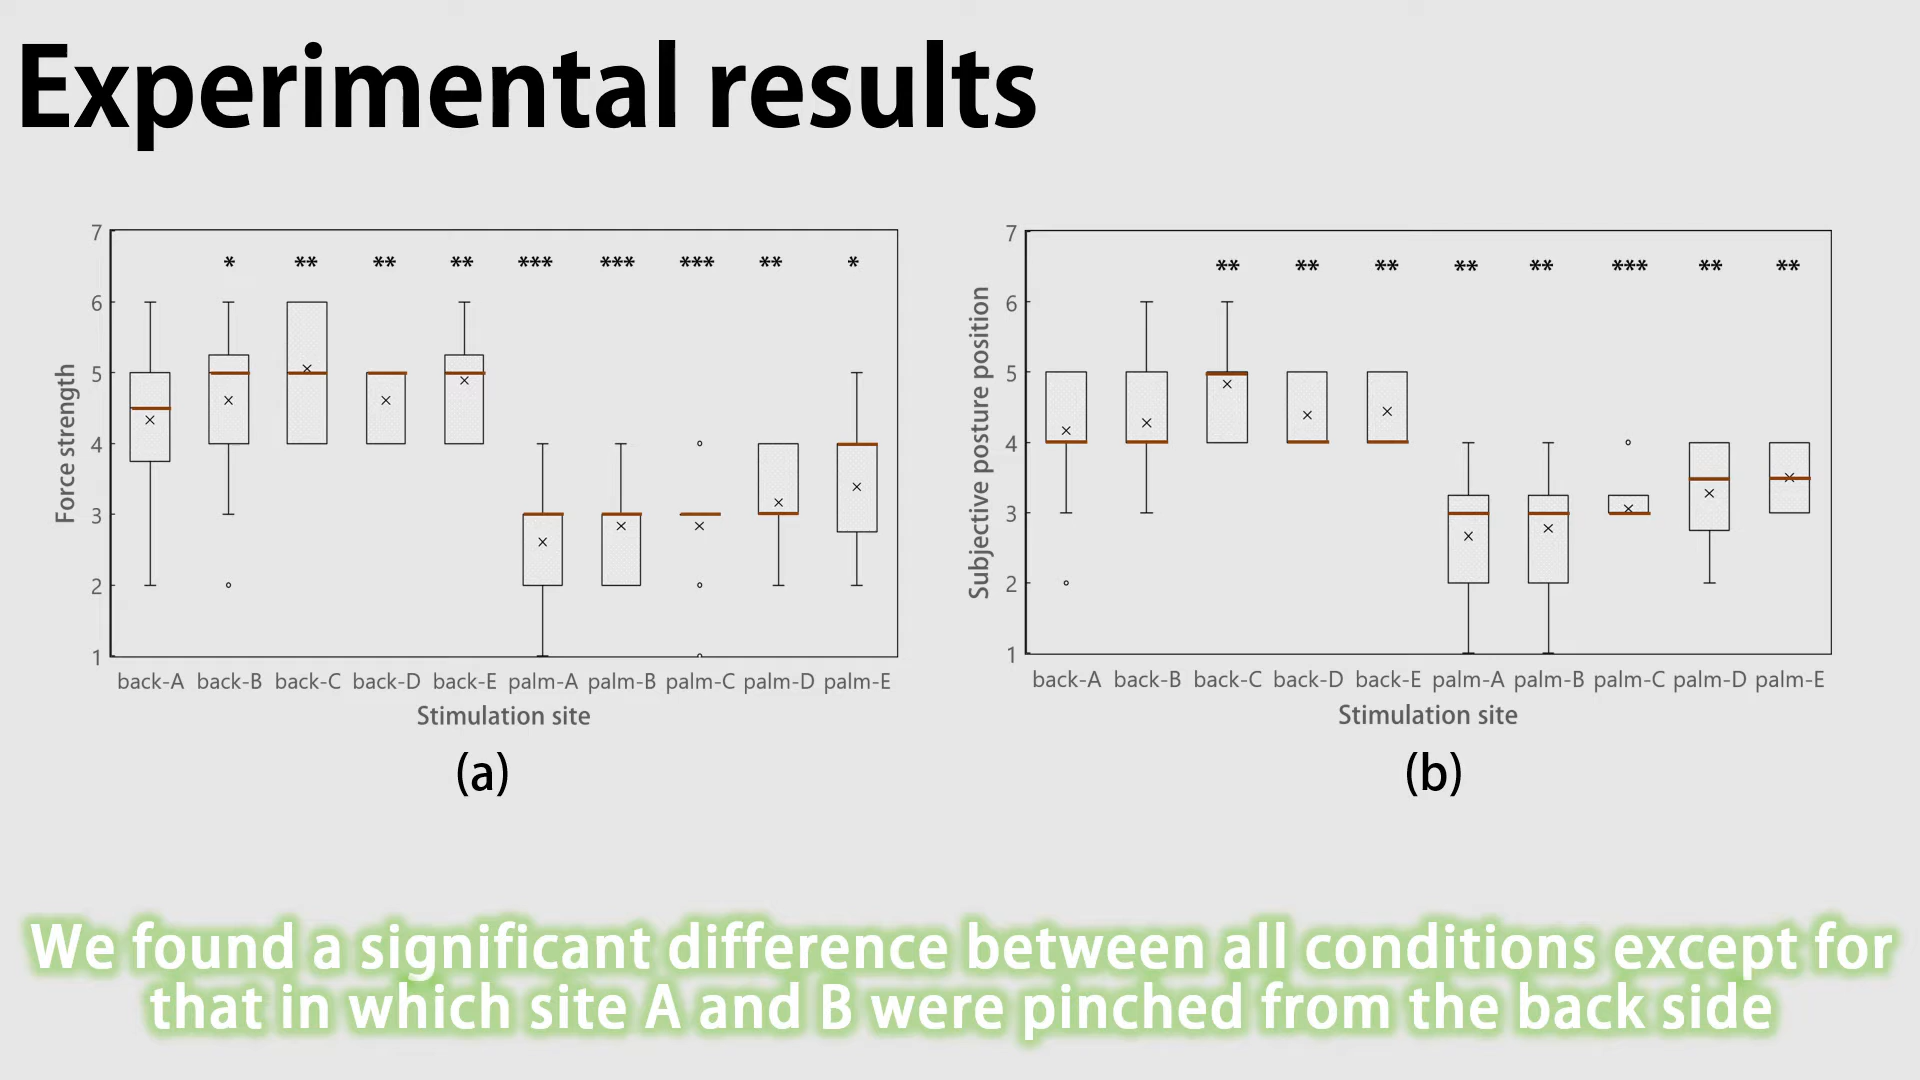 Experimental results
7
6
5
4
3
2
1
Force strength
* ** ** ** *** *** *** ** *
back-A back-B back-C back-D back-E palm-A palm-B palm-C palm-D palm-E
Stimulation site
(a)
7
6
5
4
3
2
1
Subjective posture position
** ** ** ** ** *** ** **
back-A back-B back-C back-D back-E palm-A palm-B palm-C palm-D palm-E
Stimulation site
(b)
We found a significant difference between all conditions except for
that in which site A and B were pinched from the back side